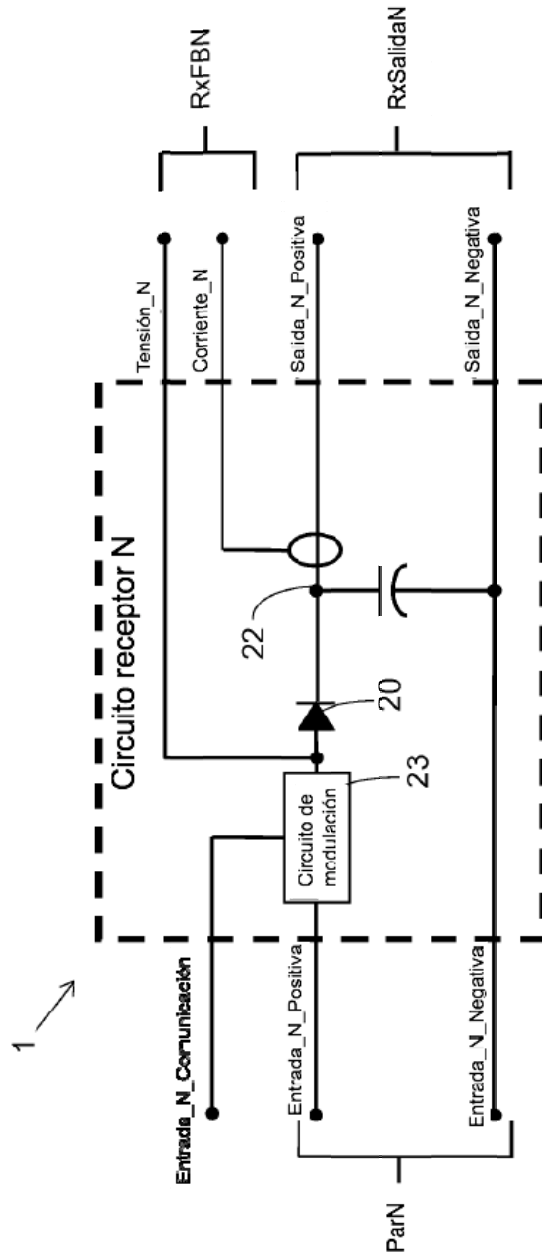 1
Circuito receptor N
Entrada_N_Comunicación
Tensión_N
Corriente_N
RxFBN
22
20
23
Circuito de
modulación
Entrada_N_Positiva
Salida_N_Positiva
RxSalidaN
ParN
Entrada_N_Negativa
Salida_N_Negativa